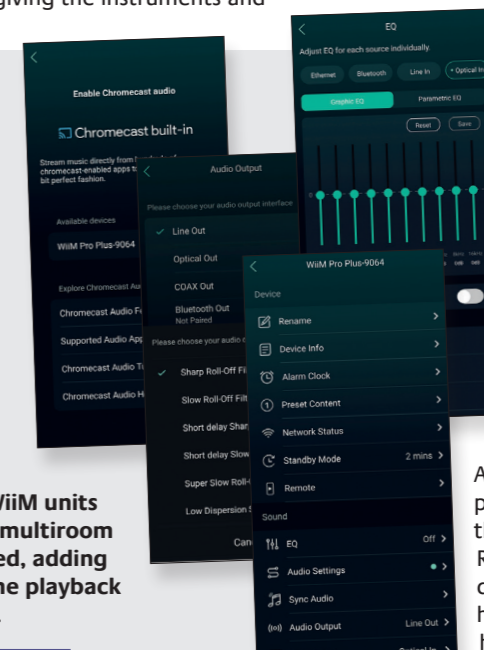 giving the instruments and
Enable Chromecast audio
Chromecast built-in
Stream music directly from
chromecast-enabled apps to
bit perfect fashion.
Available devices
WiiM Pro Plus-9064
Explore Chromecast Au
Chromecast Audio Fe
Supported Audio App
Chromecast Audio T
Chromecast Audio H
Audio Output
Please choose your audio output interface
Line Out
Optical Out
COAX Out
Bluetooth Out
Not Paired
Please choose your audio
Sharp Roll-Off Fil
Slow Roll-Off Filt
Short delay Shar
Short delay Slow
Super Slow Roll-
Low Dispersion S
Can
EQ
Adjust EQ for each source individually.
Ethernet Bluetooth Line In Optical In
Graphic EQ Parametric EQ
Reset Save
WiiM Pro Plus-9064
Device
Rename
Device Info
Alarm Clock
1 Preset Content
Network Status
Standby Mode 2 mins
Remote
Sound
EQ Off
Audio Settings
Sync Audio
Audio Output Line Out
Optical In
WiiM units
multiroom
ed, adding
ne playback
A
p
th
R
c
h
h